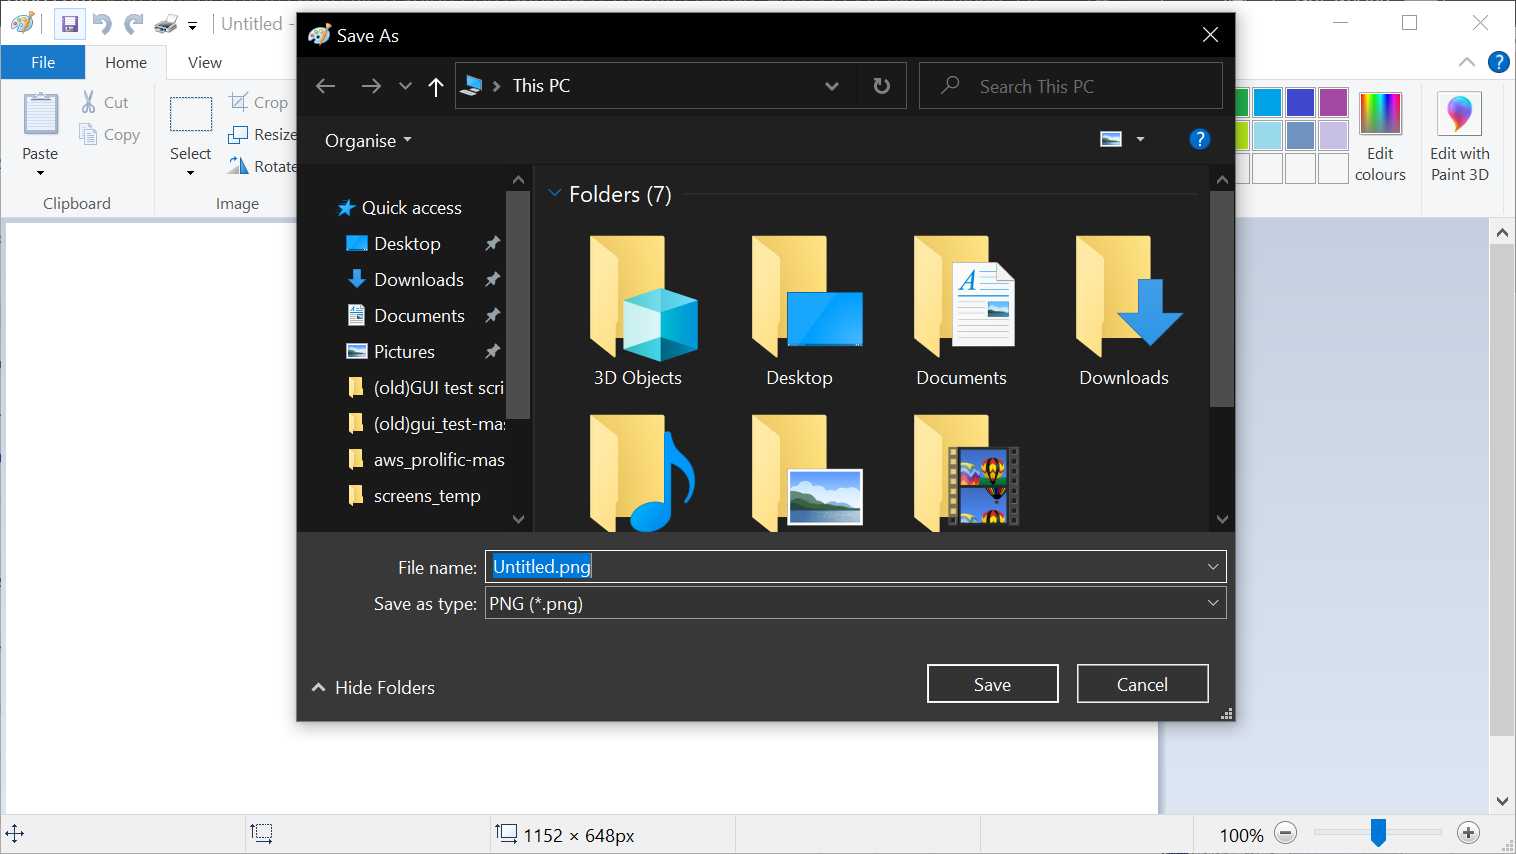 Untitled -
Save As
File
Home
View
This PC
Search This PC
Organise
Paste
Cut
Copy
Clipboard
Select
Crop
Resize
Rotate
Image
Edit
colours
Edit with
Paint 3D
Quick access
Desktop
Downloads
Documents
Pictures
(old)GUI test scri
(old)gui_test-mas
aws_prolific-mas
screens_temp
Folders (7)
3D Objects
Desktop
Documents
Downloads
File name:
Untitled.png
Save as type:
PNG (*.png)
Hide Folders
Save
Cancel
1152 × 648px
100%